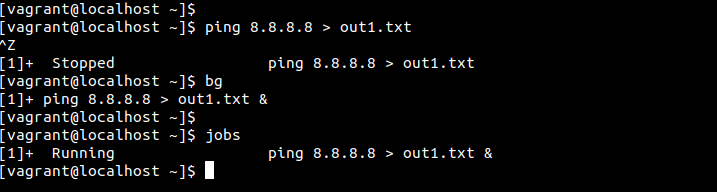 [vagrant@localhost ~]$
[vagrant@localhost ~]$ ping 8.8.8.8 > out1.txt
^Z
[1]+  Stopped                 ping 8.8.8.8 > out1.txt
[vagrant@localhost ~]$ bg
[1]+ ping 8.8.8.8 > out1.txt &
[vagrant@localhost ~]$
[vagrant@localhost ~]$ jobs
[1]+  Running                 ping 8.8.8.8 > out1.txt &
[vagrant@localhost ~]$